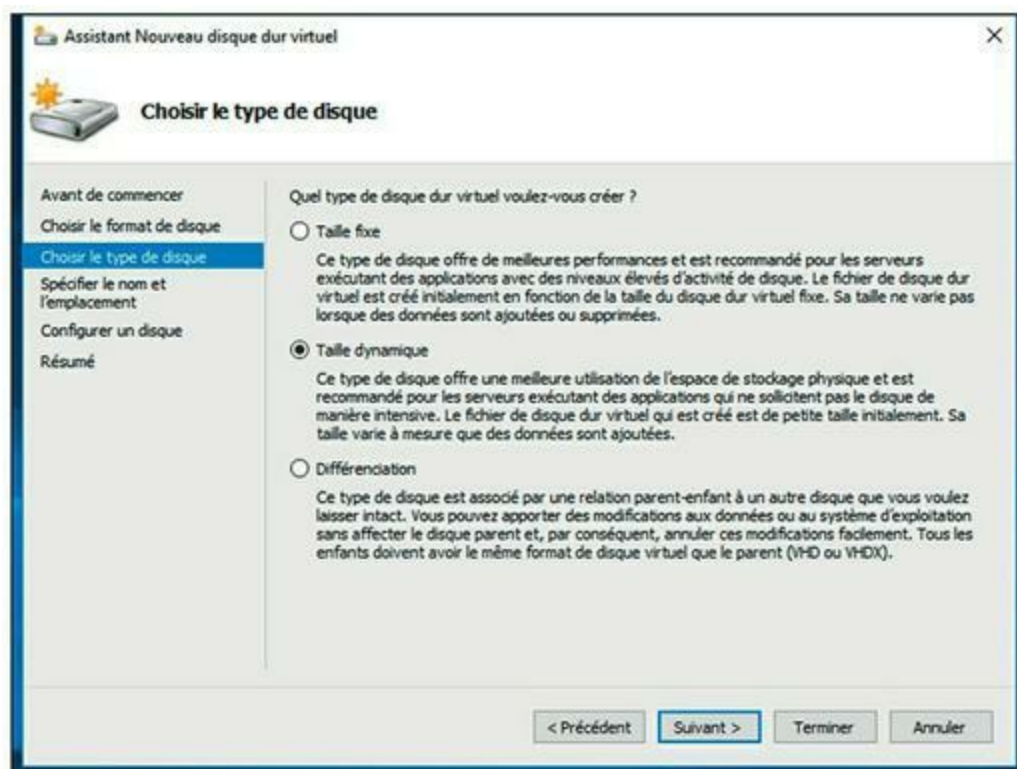 Assistant Nouveau disque dur virtuel
Choisir le type de disque
Avant de commencer
Choisir le format de disque
Choisir le type de disque
Spécifier le nom et
l'emplacement
Configurer un disque
Résumé
Quel type de disque dur virtuel voulez-vous créer ?
Taille fixe
Ce type de disque offre de meilleures performances et est recommandé pour les serveurs
exécutant des applications avec des niveaux élevés d'activité de disque. Le fichier de disque dur
virtuel est créé initialement en fonction de la taille du disque dur virtuel fixe. Sa taille ne varie pas
lorsque des données sont ajoutées ou supprimées.
Taille dynamique
Ce type de disque offre une meilleure utilisation de l'espace de stockage physique et est
recommandé pour les serveurs exécutant des applications qui ne sollicitent pas le disque de
manière intensive. Le fichier de disque dur virtuel qui est créé est de petite taille initialement. Sa
taille varie à mesure que des données sont ajoutées.
Différenciation
Ce type de disque est associé par une relation parent-enfant à un autre disque que vous voulez
laisser intact. Vous pouvez apporter des modifications aux données ou au système d'exploitation
sans affecter le disque parent et, par conséquent, annuler ces modifications facilement. Tous les
enfants doivent avoir le même format de disque virtuel que le parent (VHD ou VHDX).
< Précédent
Suivant >
Terminer
Annuler